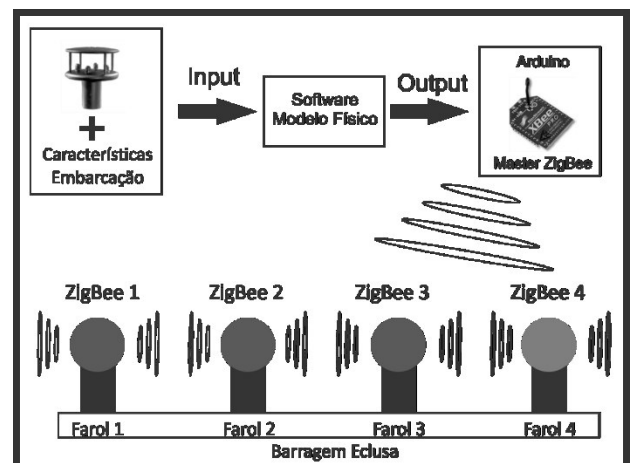 Características
Embarcação
Input
Software
Modelo Físico
Output
Arduino
XBee
Master ZigBee
ZigBee 1
ZigBee 2
ZigBee 3
ZigBee 4
Farol 1
Farol 2
Farol 3
Farol 4
Barragem Eclusa